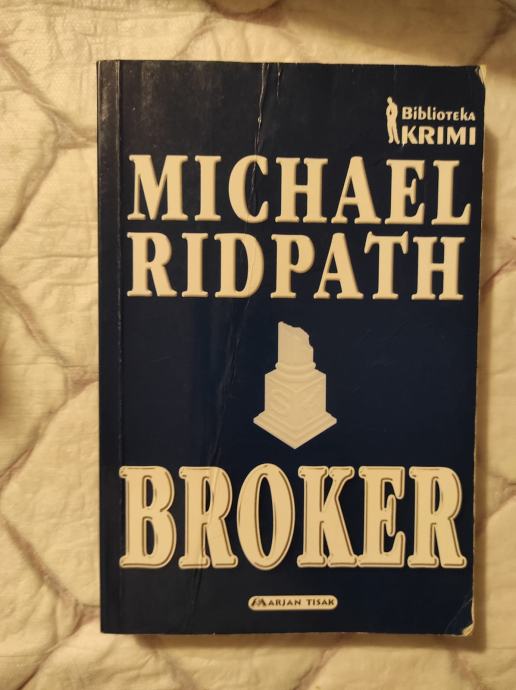 Biblioteka
KRIMI
MICHAEL
RIDPATH
BROKER
MARJAN TISAK